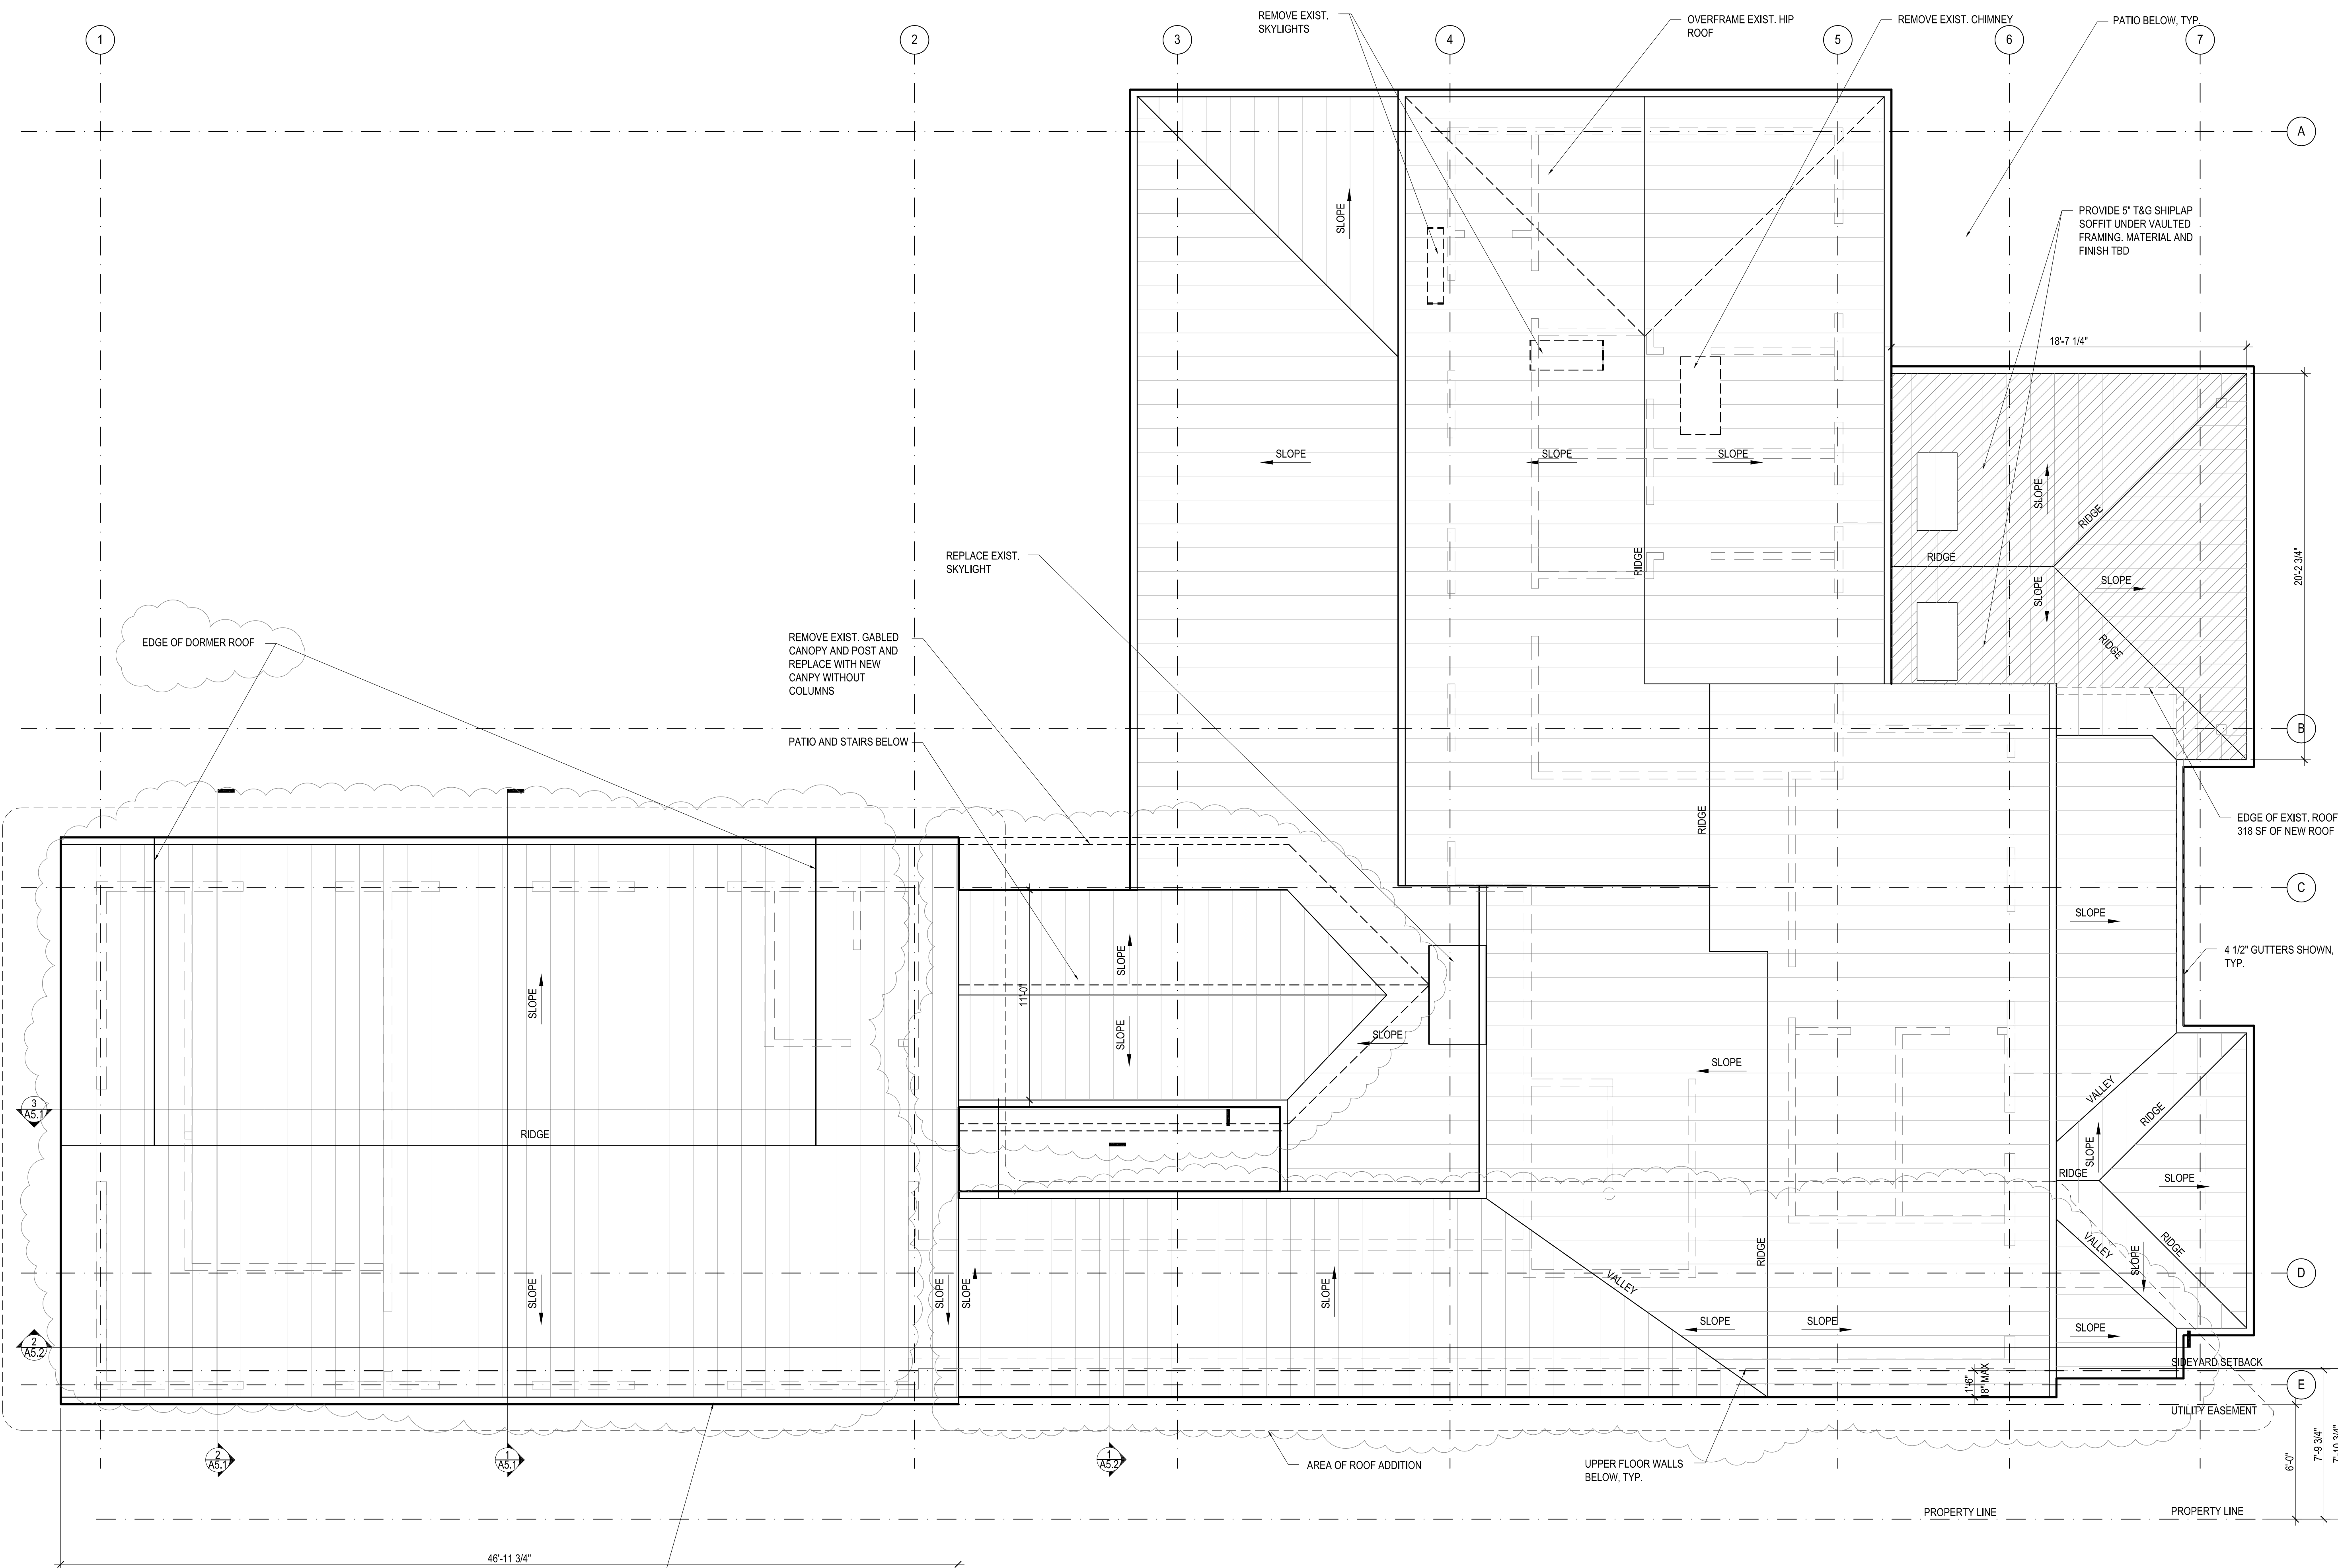 REMOVE EXIST.
SKYLIGHTS
OVERFRAME EXIST. HIP
ROOF
REMOVE EXIST. CHIMNEY
PATIO BELOW, TYP.
1
2
3
4
5
6
7
A
SLOPE
PROVIDE 5" T&G SHIPLAP
SOFFIT UNDER VAULTED
FRAMING. MATERIAL AND
FINISH TBD
18'-7 1/4"
SLOPE
SLOPE
SLOPE
SLOPE
RIDGE
RIDGE
RIDGE
SLOPE
SLOPE
RIDGE
20'-2 3/4"
REPLACE EXIST.
SKYLIGHT
EDGE OF DORMER ROOF
REMOVE EXIST. GABLED
CANOPY AND POST AND
REPLACE WITH NEW
CANPY WITHOUT
COLUMNS
PATIO AND STAIRS BELOW
B
RIDGE
EDGE OF EXIST. ROOF
318 SF OF NEW ROOF
C
SLOPE
4 1/2" GUTTERS SHOWN,
TYP.
SLOPE
SLOPE
11'-0"
SLOPE
SLOPE
SLOPE
VALLEY
RIDGE
3
A5.1
RIDGE
SLOPE
RIDGE
SLOPE
VALLEY
RIDGE
SLOPE
RIDGE
D
SLOPE
SLOPE
SLOPE
SLOPE
VALLEY
SLOPE
SLOPE
SLOPE
2
A5.2
SIDEYARD SETBACK
1'-6"
18" MAX
E
UTILITY EASEMENT
2
A5.1
1
A5.1
1
A5.2
AREA OF ROOF ADDITION
UPPER FLOOR WALLS
BELOW, TYP.
6'-0"
7'-9 3/4"
7'-10 3/4"
PROPERTY LINE
PROPERTY LINE
46'-11 3/4"